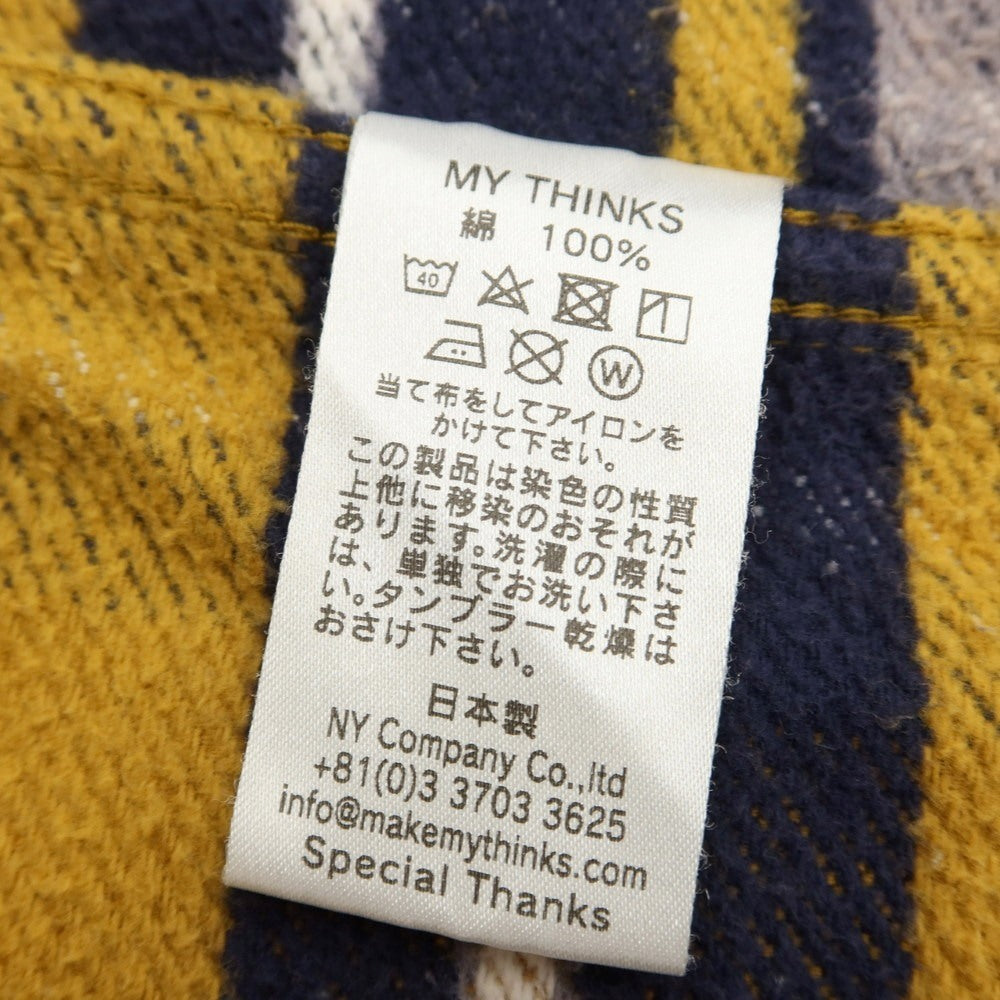 MY THINKS
綿 100%
40
W
当て布をしてアイロンを
かけて下さい。
この製品は染色の性質
上他に移染のおそれが
あります。洗濯の際に
は、単独でお洗い下さ
い。タンブラー乾燥は
おさけ下さい。
日本製
NY Company Co.,ltd
+81(0)3 3703 3625
info@makemythinks.com
Special Thanks